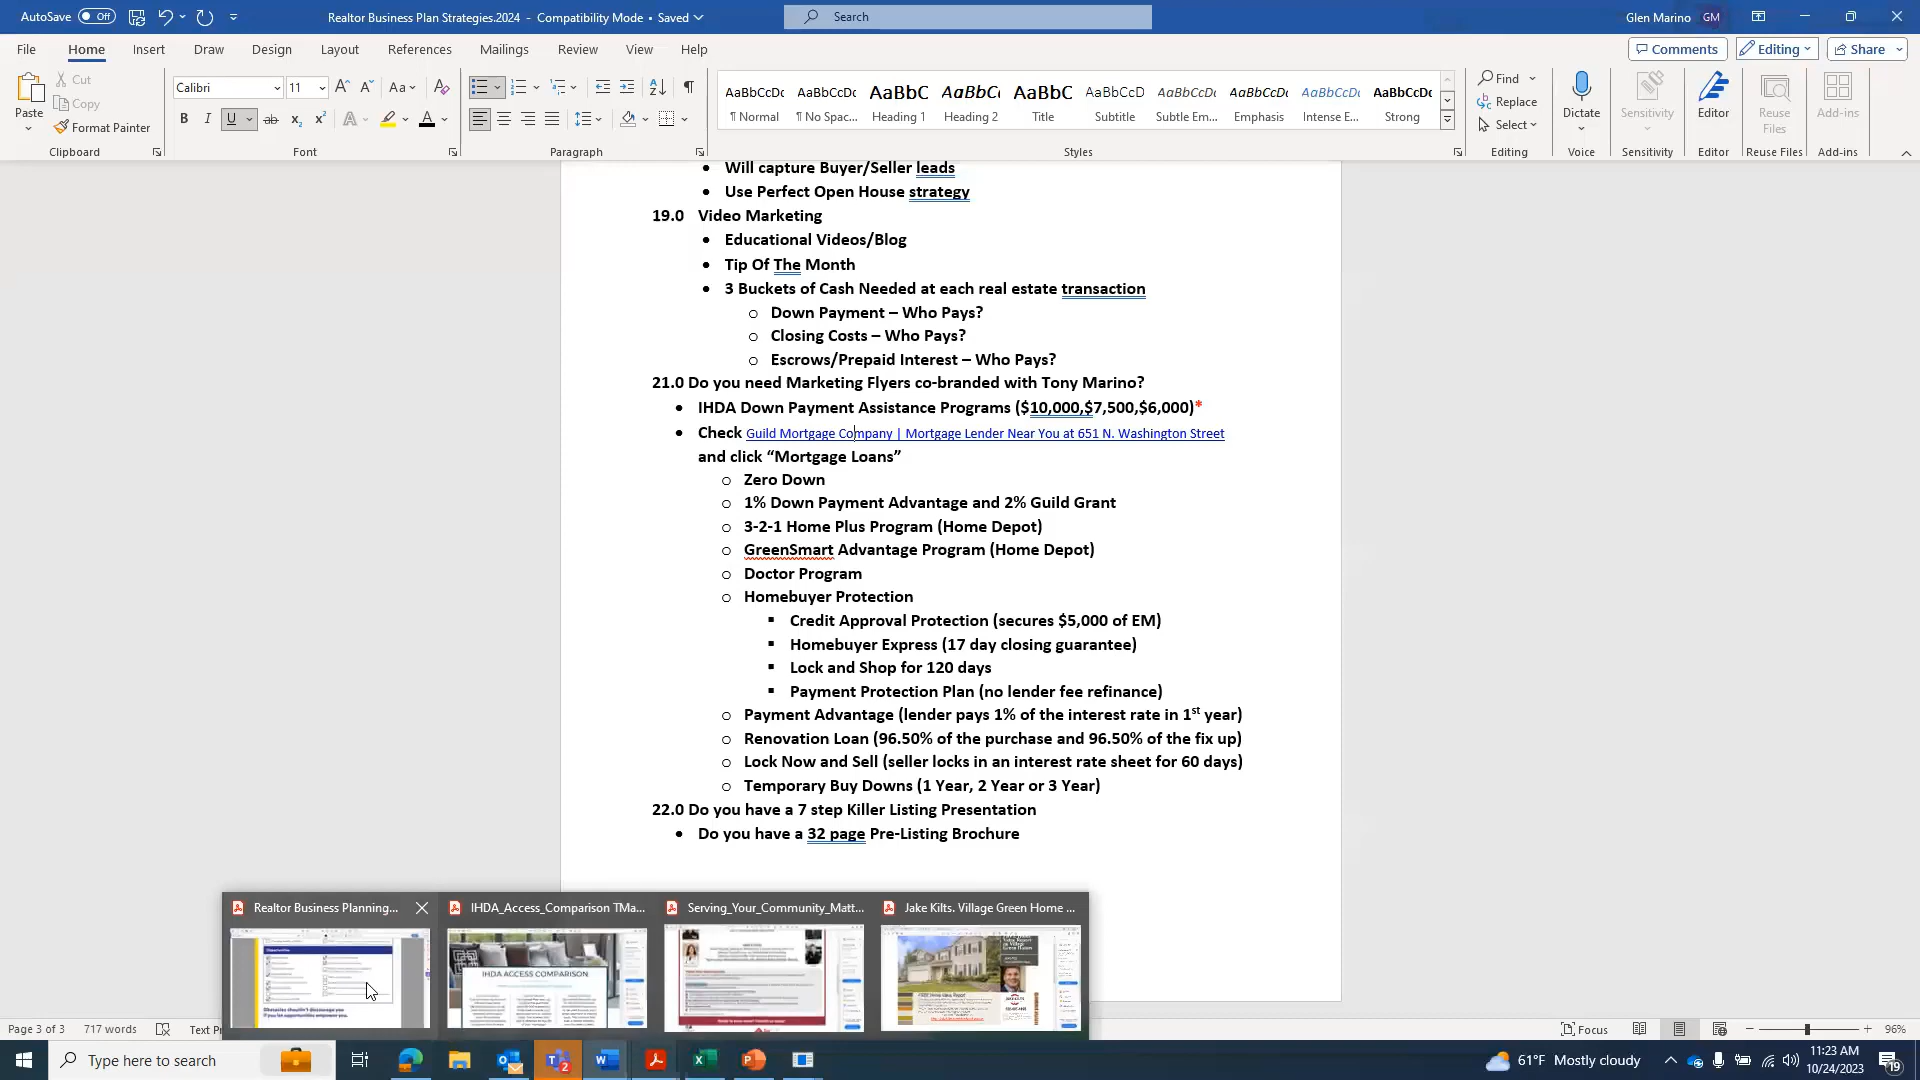 AutoSave Off
Realtor Business Plan Strategies.2024 - Compatibility Mode • Saved
Search
Glen Marino GM
File Home Insert Draw Design Layout References Mailings Review View Help
Comments Editing Share
Paste
Cut
Copy
Format Painter
Clipboard
Calibri 11
Font
Paragraph
AaBbCcDc AaBbCcDc AaBbC AaBbCc AaBbC AaBbCcD AaBbCcDc AaBbCcDc AaBbCcDc AaBbCcDc
¶ Normal ¶ No Spac... Heading 1 Heading 2 Title Subtitle Subtle Em... Emphasis Intense E... Strong
Styles
Find
Replace
Select
Editing
Dictate
Voice
Sensitivity
Sensitivity
Editor
Editor
Reuse Files
Reuse Files
Add-ins
Add-ins
• Will capture Buyer/Seller leads
• Use Perfect Open House strategy
19.0 Video Marketing
• Educational Videos/Blog
• Tip Of The Month
• 3 Buckets of Cash Needed at each real estate transaction
o Down Payment – Who Pays?
o Closing Costs – Who Pays?
o Escrows/Prepaid Interest – Who Pays?
21.0 Do you need Marketing Flyers co-branded with Tony Marino?
• IHDA Down Payment Assistance Programs ($10,000,$7,500,$6,000)*
• Check Guild Mortgage Company | Mortgage Lender Near You at 651 N. Washington Street
and click “Mortgage Loans”
o Zero Down
o 1% Down Payment Advantage and 2% Guild Grant
o 3-2-1 Home Plus Program (Home Depot)
o GreenSmart Advantage Program (Home Depot)
o Doctor Program
o Homebuyer Protection
▪ Credit Approval Protection (secures $5,000 of EM)
▪ Homebuyer Express (17 day closing guarantee)
▪ Lock and Shop for 120 days
▪ Payment Protection Plan (no lender fee refinance)
o Payment Advantage (lender pays 1% of the interest rate in 1st year)
o Renovation Loan (96.50% of the purchase and 96.50% of the fix up)
o Lock Now and Sell (seller locks in an interest rate sheet for 60 days)
o Temporary Buy Downs (1 Year, 2 Year or 3 Year)
22.0 Do you have a 7 step Killer Listing Presentation
• Do you have a 32 page Pre-Listing Brochure
Realtor Business Planning...
IHDA_Access_Comparison TMa...
Serving_Your_Community_Matt...
Jake Kilts. Village Green Home ...
IHDA ACCESS COMPARISON
Page 3 of 3 717 words Text Pr
Focus 96%
Type here to search
61°F Mostly cloudy
11:23 AM
10/24/2023
19